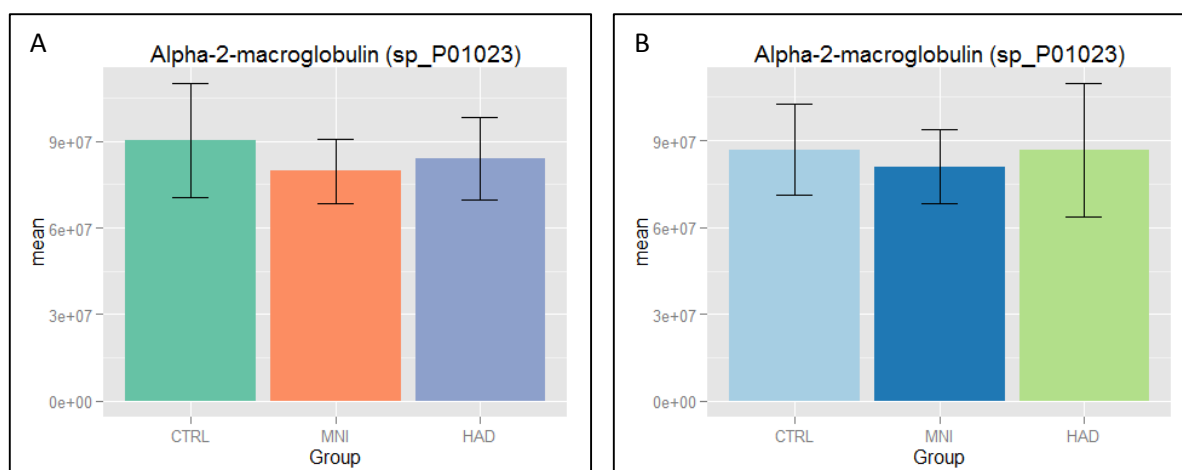 A
Alpha-2-macroglobulin (sp_P01023)
mean
9e+07
6e+07
3e+07
0e+00
CTRL MNI HAD
Group
B
Alpha-2-macroglobulin (sp_P01023)
mean
9e+07
6e+07
3e+07
0e+00
CTRL MNI HAD
Group